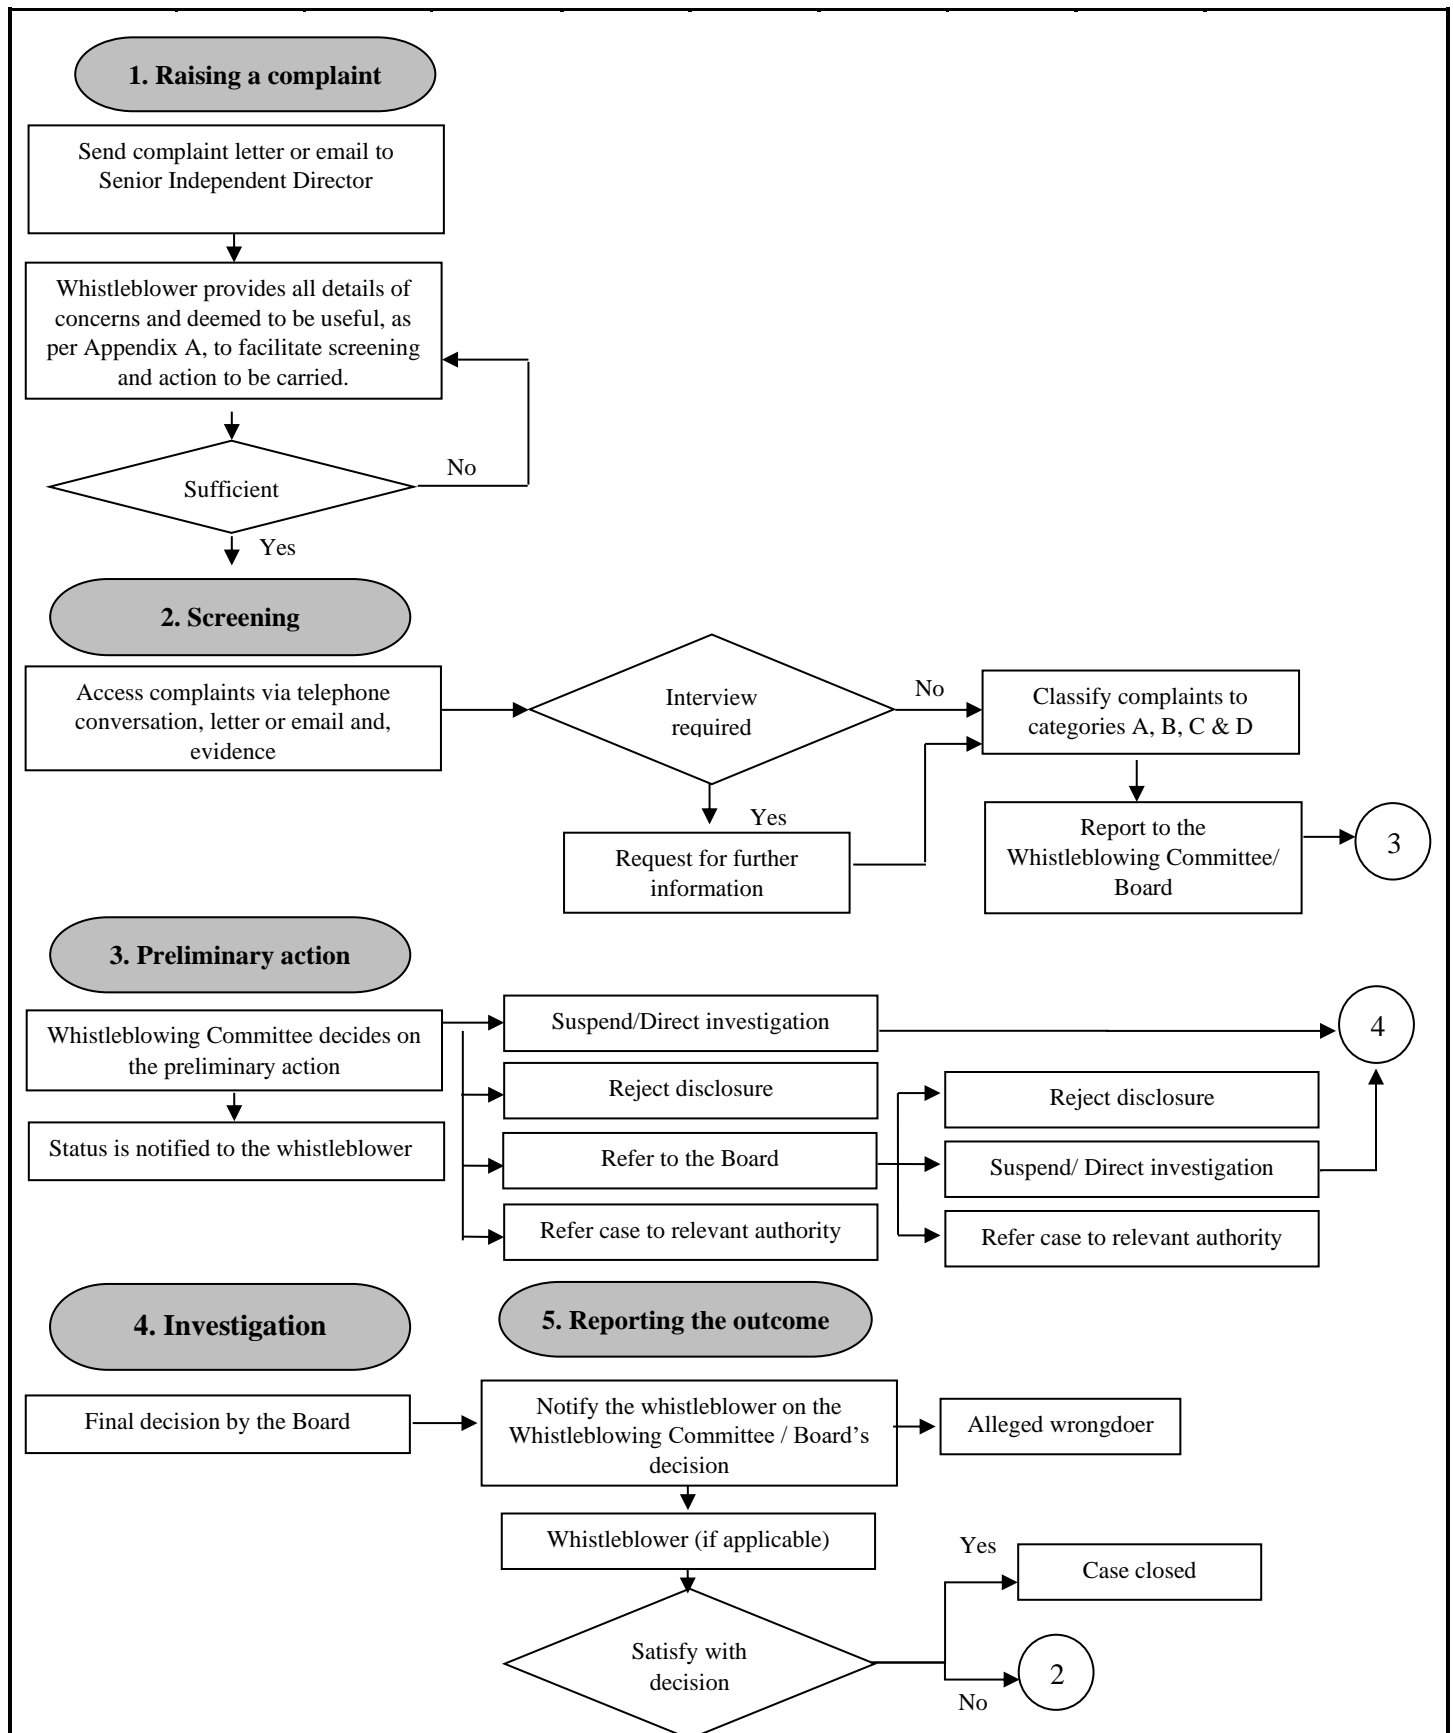 1. Raising a complaint
Send complaint letter or email to
Senior Independent Director
Whistleblower provides all details of
concerns and deemed to be useful, as
per Appendix A, to facilitate screening
and action to be carried.
Sufficient
No
Yes
2. Screening
Access complaints via telephone
conversation, letter or email and,
evidence
Interview
required
No
Yes
Classify complaints to
categories A, B, C & D
Request for further
information
Report to the
Whistleblowing Committee/
Board
3
3. Preliminary action
Whistleblowing Committee decides on
the preliminary action
Status is notified to the whistleblower
Suspend/Direct investigation
Reject disclosure
Refer to the Board
Refer case to relevant authority
4
Reject disclosure
Suspend/ Direct investigation
Refer case to relevant authority
4. Investigation
Final decision by the Board
5. Reporting the outcome
Notify the whistleblower on the
Whistleblowing Committee / Board’s
decision
Alleged wrongdoer
Whistleblower (if applicable)
Satisfy with
decision
Yes
Case closed
No
2